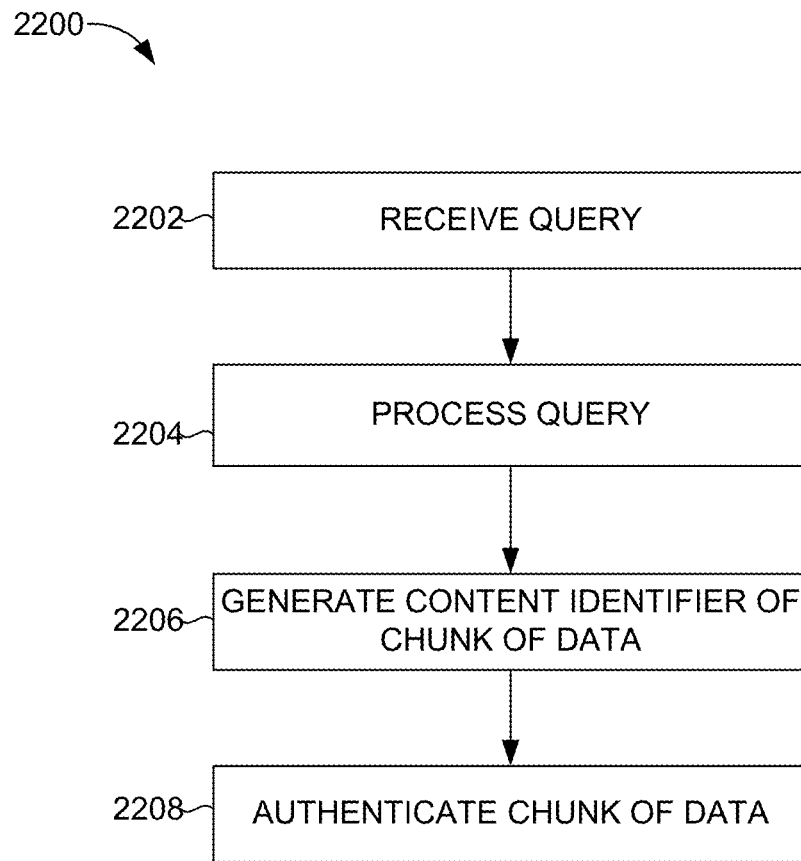 2200
2202
RECEIVE QUERY
2204
PROCESS QUERY
2206
GENERATE CONTENT IDENTIFIER OF
CHUNK OF DATA
2208
AUTHENTICATE CHUNK OF DATA